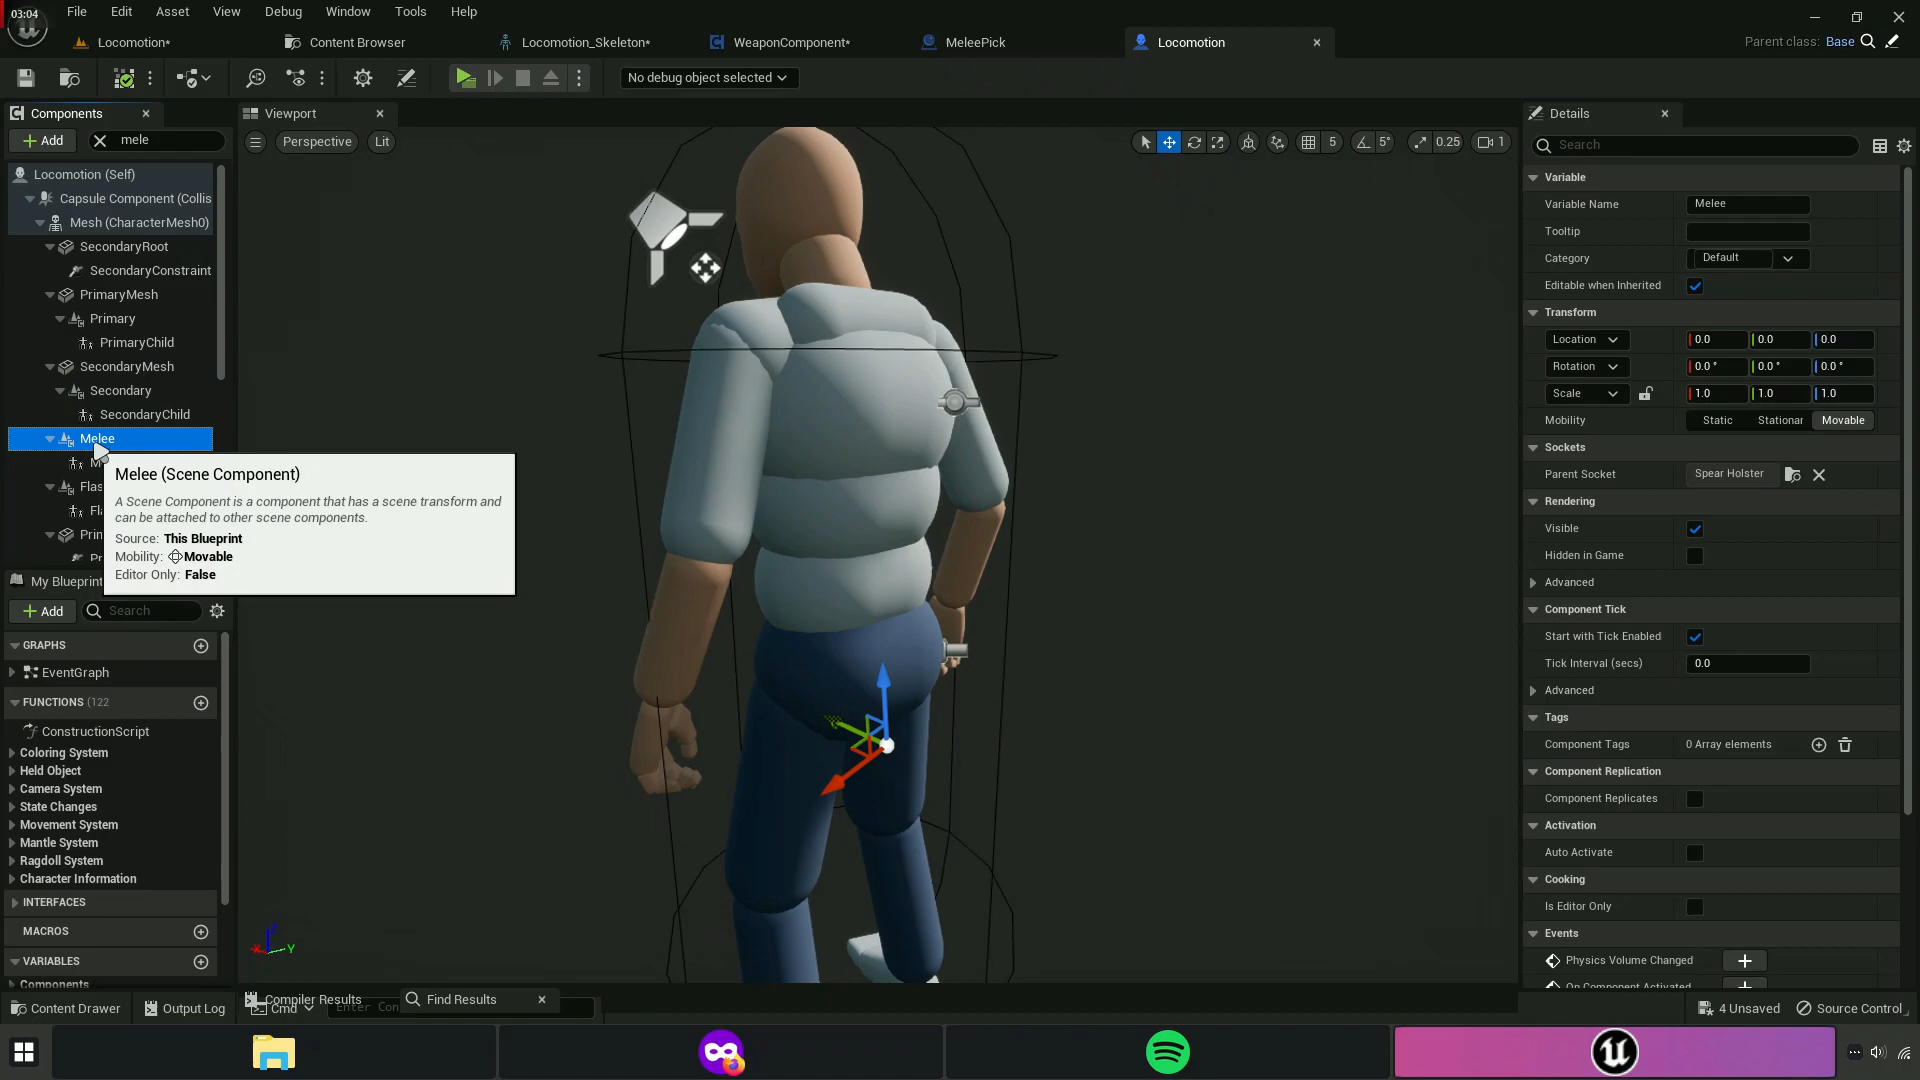 03:04
File Edit Asset View Debug Window Tools Help
Locomotion* Content Browser Locomotion_Skeleton* WeaponComponent* MeleePick Locomotion
Parent class: Base
No debug object selected
Components
Add
mele
Locomotion (Self)
Capsule Component (Collis
Mesh (CharacterMesh0)
SecondaryRoot
SecondaryConstraint
PrimaryMesh
Primary
PrimaryChild
SecondaryMesh
Secondary
SecondaryChild
Melee
M
Flas
Fl
Prin
Pr
Melee (Scene Component)
A Scene Component is a component that has a scene transform and
can be attached to other scene components.
Source: This Blueprint
Mobility: Movable
Editor Only: False
My Blueprint
Add
Search
GRAPHS
EventGraph
FUNCTIONS (122
ConstructionScript
Coloring System
Held Object
Camera System
State Changes
Movement System
Mantle System
Ragdoll System
Character Information
INTERFACES
MACROS
VARIABLES
Components
Viewport
Perspective
Lit
5
5°
0.25
1
X
Z
Y
Compiler Results
Find Results
Details
Search
Variable
Variable Name Melee
Tooltip
Category Default
Editable when Inherited
Transform
Location 0.0 0.0 0.0
Rotation 0.0 ° 0.0 ° 0.0 °
Scale 1.0 1.0 1.0
Mobility Static Stationar Movable
Sockets
Parent Socket Spear Holster
Rendering
Visible
Hidden in Game
Advanced
Component Tick
Start with Tick Enabled
Tick Interval (secs) 0.0
Advanced
Tags
Component Tags 0 Array elements
Component Replication
Component Replicates
Activation
Auto Activate
Cooking
Is Editor Only
Events
Physics Volume Changed
On Component Activated
Content Drawer Output Log Cmd Enter Con
4 Unsaved Source Control